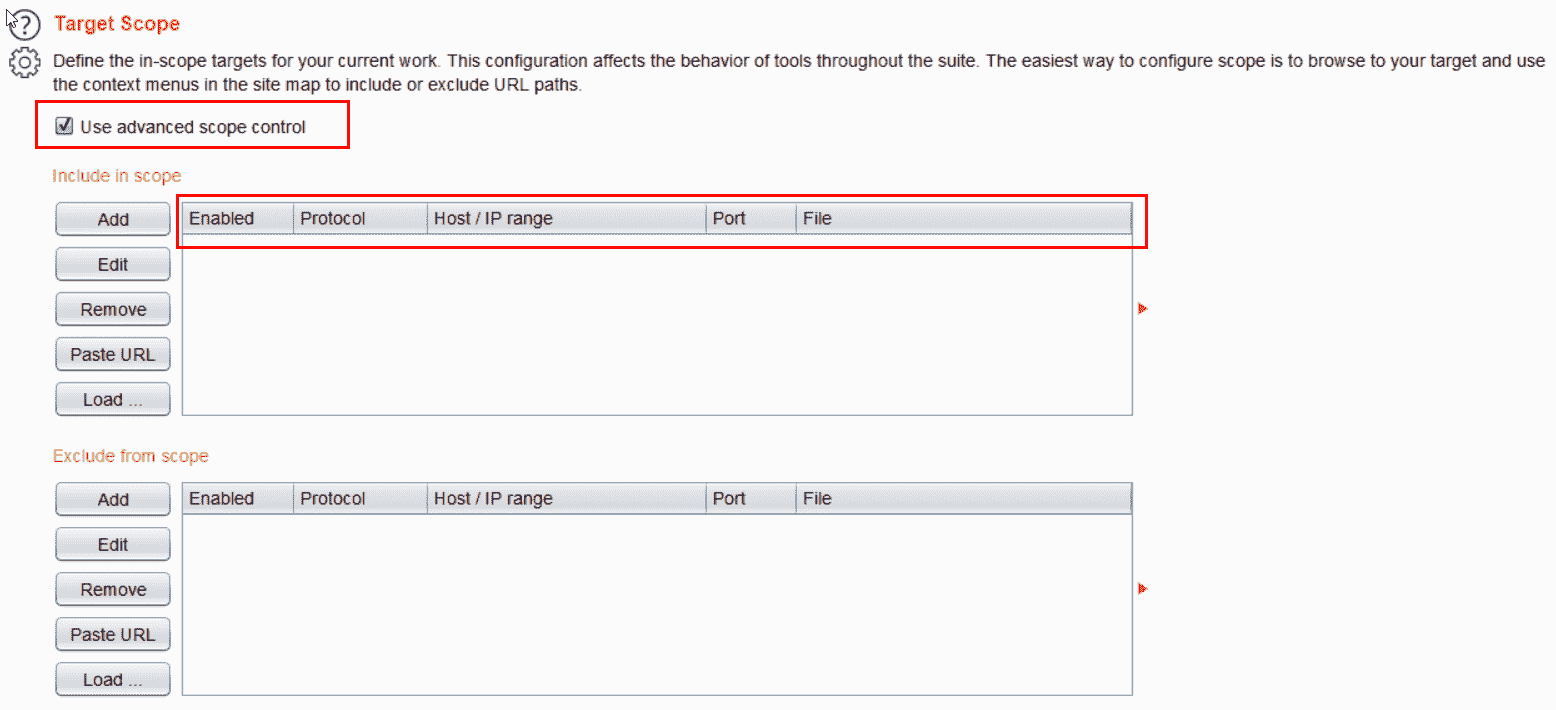 Target Scope
Define the in-scope targets for your current work. This configuration affects the behavior of tools throughout the suite. The easiest way to configure scope is to browse to your target and use
the context menus in the site map to include or exclude URL paths.
Use advanced scope control
Include in scope
Add
Enabled Protocol Host / IP range Port File
Edit
Remove
Paste URL
Load ...
Exclude from scope
Add
Enabled Protocol Host / IP range Port File
Edit
Remove
Paste URL
Load ...